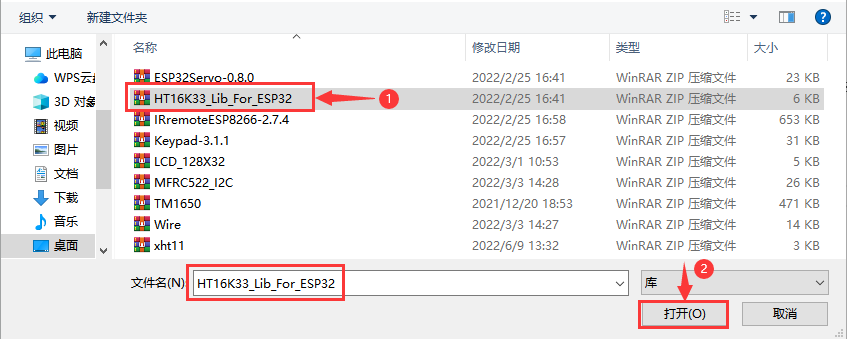 组织 新建文件夹
名称 修改日期 类型 大小
此电脑
WPS云盘
3D 对象
视频
图片
文档
下载
音乐
桌面
ESP32Servo-0.8.0 2022/2/25 16:41 WinRAR ZIP 压缩文件 23 KB
HT16K33_Lib_For_ESP32 2022/2/25 16:41 WinRAR ZIP 压缩文件 6 KB
1
IRremoteESP8266-2.7.4 2022/2/25 16:58 WinRAR ZIP 压缩文件 653 KB
Keypad-3.1.1 2022/2/25 16:57 WinRAR ZIP 压缩文件 31 KB
LCD_128X32 2022/3/1 10:53 WinRAR ZIP 压缩文件 5 KB
MFRC522_I2C 2022/3/3 14:28 WinRAR ZIP 压缩文件 26 KB
TM1650 2021/12/20 18:53 WinRAR ZIP 压缩文件 471 KB
Wire 2022/3/3 14:27 WinRAR ZIP 压缩文件 14 KB
xht11 2022/6/9 13:32 WinRAR ZIP 压缩文件 3 KB
文件名(N): HT16K33_Lib_For_ESP32 库
2
打开(O) 取消